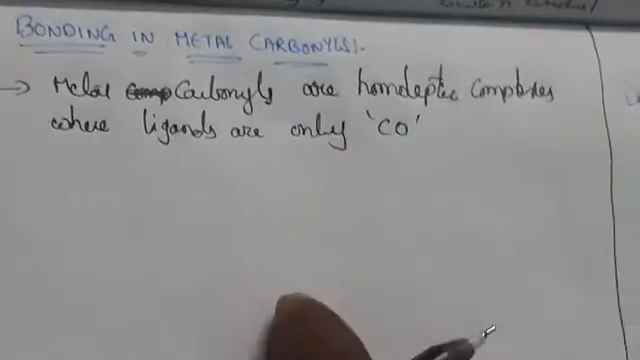 BONDING IN METAL CARBONYLS:-
→ Metal Carbonyls are homoleptic Complexes
where ligands are only 'CO'